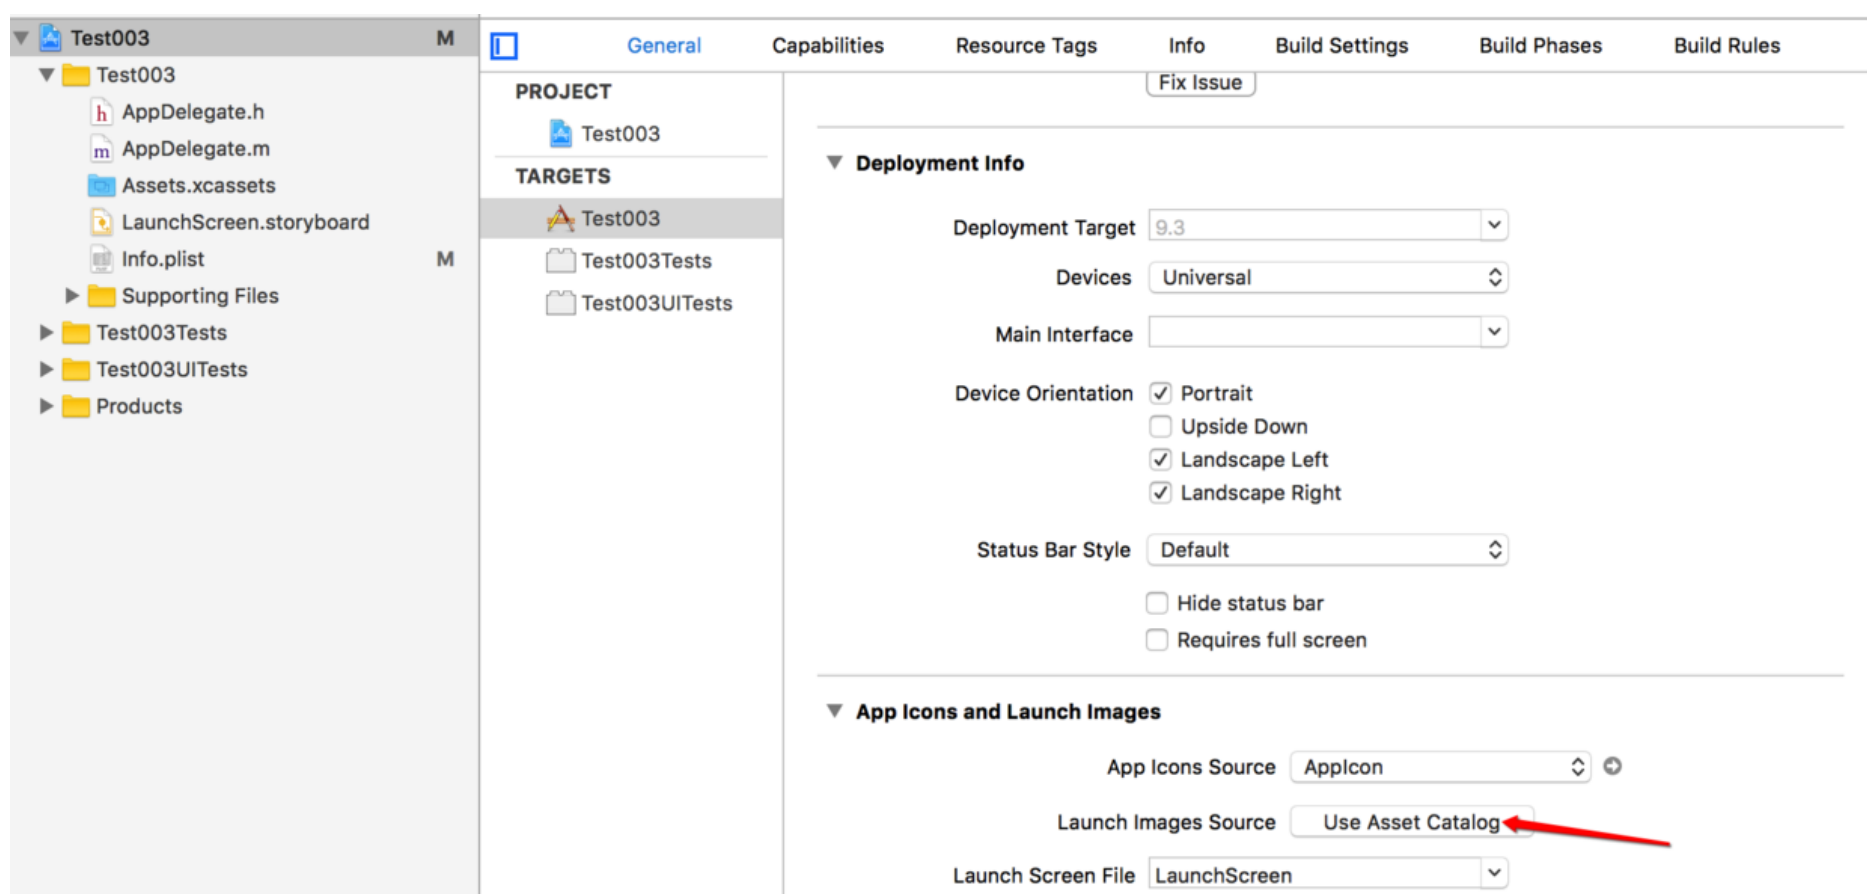 Test003 M
Test003
AppDelegate.h
AppDelegate.m
Assets.xcassets
LaunchScreen.storyboard
Info.plist M
Supporting Files
Test003Tests
Test003UITests
Products
General Capabilities Resource Tags Info Build Settings Build Phases Build Rules
PROJECT
Test003
TARGETS
Test003
Test003Tests
Test003UITests
Fix Issue
Deployment Info
Deployment Target 9.3
Devices Universal
Main Interface
Device Orientation Portrait
Upside Down
Landscape Left
Landscape Right
Status Bar Style Default
Hide status bar
Requires full screen
App Icons and Launch Images
App Icons Source AppIcon
Launch Images Source Use Asset Catalog
Launch Screen File LaunchScreen